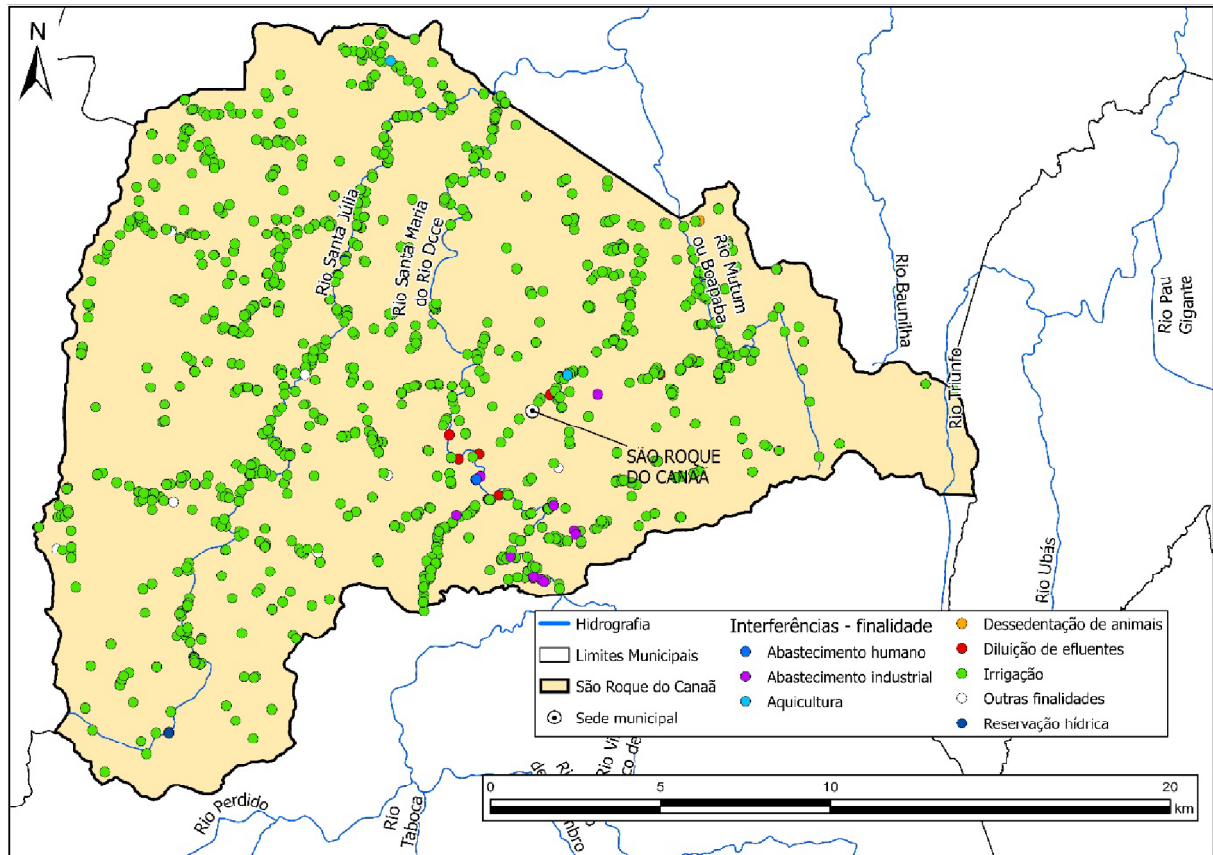 N
Rio Santa Júlia
Rio Santa Maria
do Rio Doce
Rio Mutum
ou Boapaba
Rio Baunilha
Rio Pau
Gigante
Rio Triunfo
SÃO ROQUE
DO CANAÃ
Rio Ubás
Hidrografia
Limites Municipais
São Roque do Canaã
Sede municipal
Interferências - finalidade
Abastecimento humano
Abastecimento industrial
Aquicultura
Dessedentação de animais
Diluição de efluentes
Irrigação
Outras finalidades
Reservação hídrica
Rio Perdido
Rio
Taboca
0 5 10 20
km